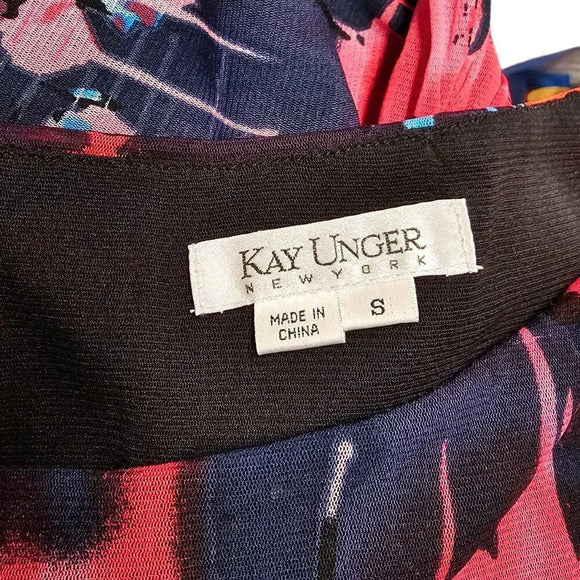 KAY UNGER
NEW YORK
MADE IN
CHINA
S